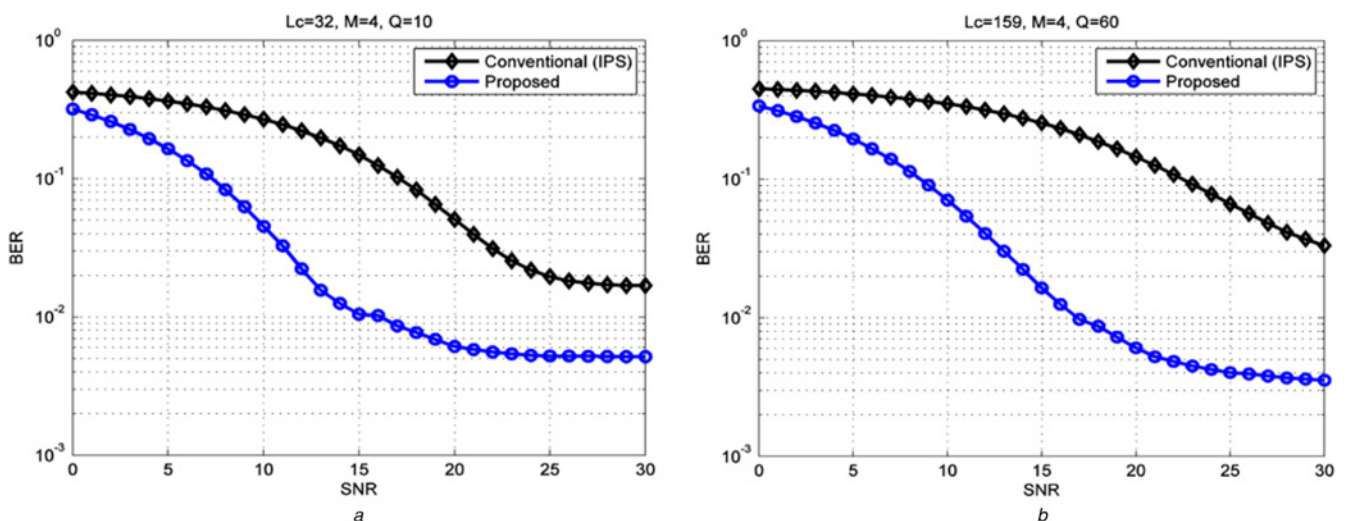 Lc=32, M=4, Q=10
10^0
10^-1
10^-2
10^-3
BER
0 5 10 15 20 25 30
SNR
Conventional (IPS)
Proposed
a
Lc=159, M=4, Q=60
10^0
10^-1
10^-2
10^-3
BER
0 5 10 15 20 25 30
SNR
Conventional (IPS)
Proposed
b